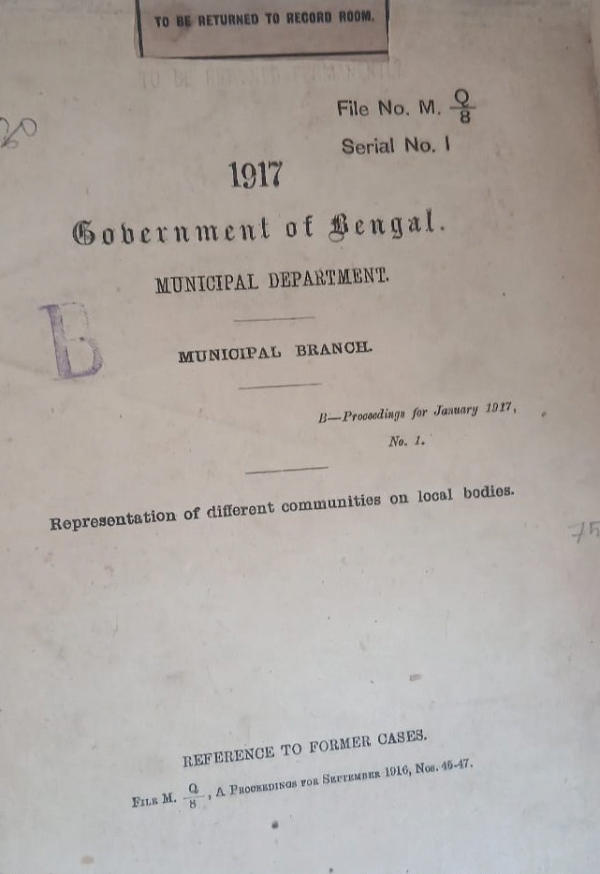 TO BE RETURNED TO RECORD ROOM.
File No. M. Q/8
Serial No. 1
1917
Government of Bengal.
MUNICIPAL DEPARTMENT.
B
MUNICIPAL BRANCH.
B—Proceedings for January 1917,
No. 1.
Representation of different communities on local bodies.
75
REFERENCE TO FORMER CASES.
FILE M. Q/8, A PROCEEDINGS FOR SEPTEMBER 1916, Nos. 46-47.